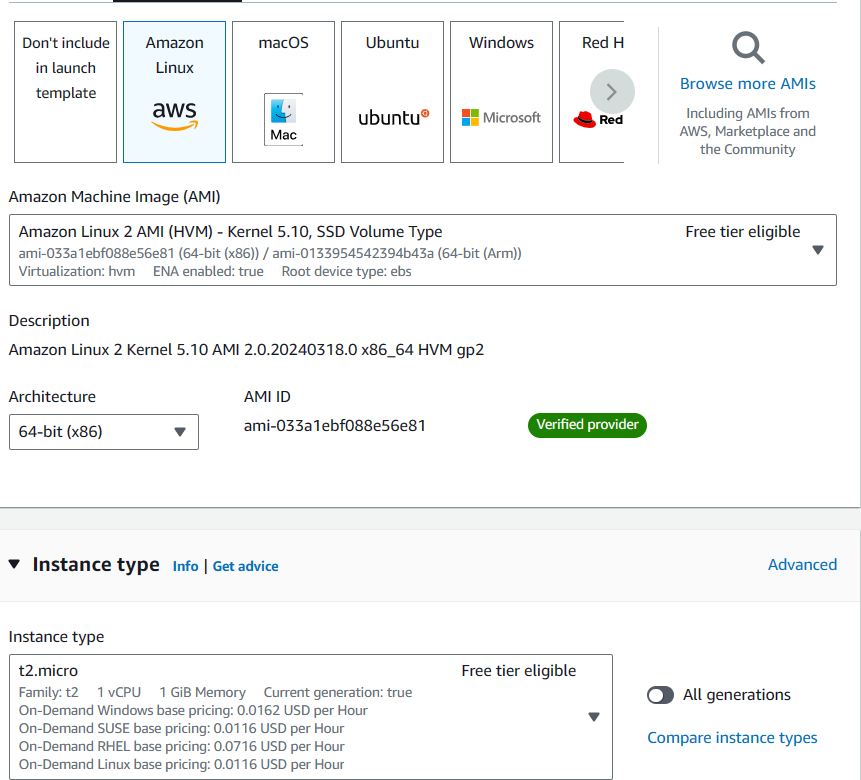 Don't include
in launch
template
Amazon
Linux
aws
macOS
Mac
Ubuntu
ubuntu
Windows
Microsoft
Red H
Red
Browse more AMIs
Including AMIs from
AWS, Marketplace and
the Community
Amazon Machine Image (AMI)
Amazon Linux 2 AMI (HVM) - Kernel 5.10, SSD Volume Type Free tier eligible
ami-033a1ebf088e56e81 (64-bit (x86)) / ami-0133954542394b43a (64-bit (Arm))
Virtualization: hvm ENA enabled: true Root device type: ebs
Description
Amazon Linux 2 Kernel 5.10 AMI 2.0.20240318.0 x86_64 HVM gp2
Architecture AMI ID
64-bit (x86) ami-033a1ebf088e56e81 Verified provider
Instance type Info | Get advice Advanced
Instance type
t2.micro Free tier eligible
Family: t2 1 vCPU 1 GiB Memory Current generation: true
On-Demand Windows base pricing: 0.0162 USD per Hour
On-Demand SUSE base pricing: 0.0116 USD per Hour
On-Demand RHEL base pricing: 0.0716 USD per Hour
On-Demand Linux base pricing: 0.0116 USD per Hour
All generations
Compare instance types